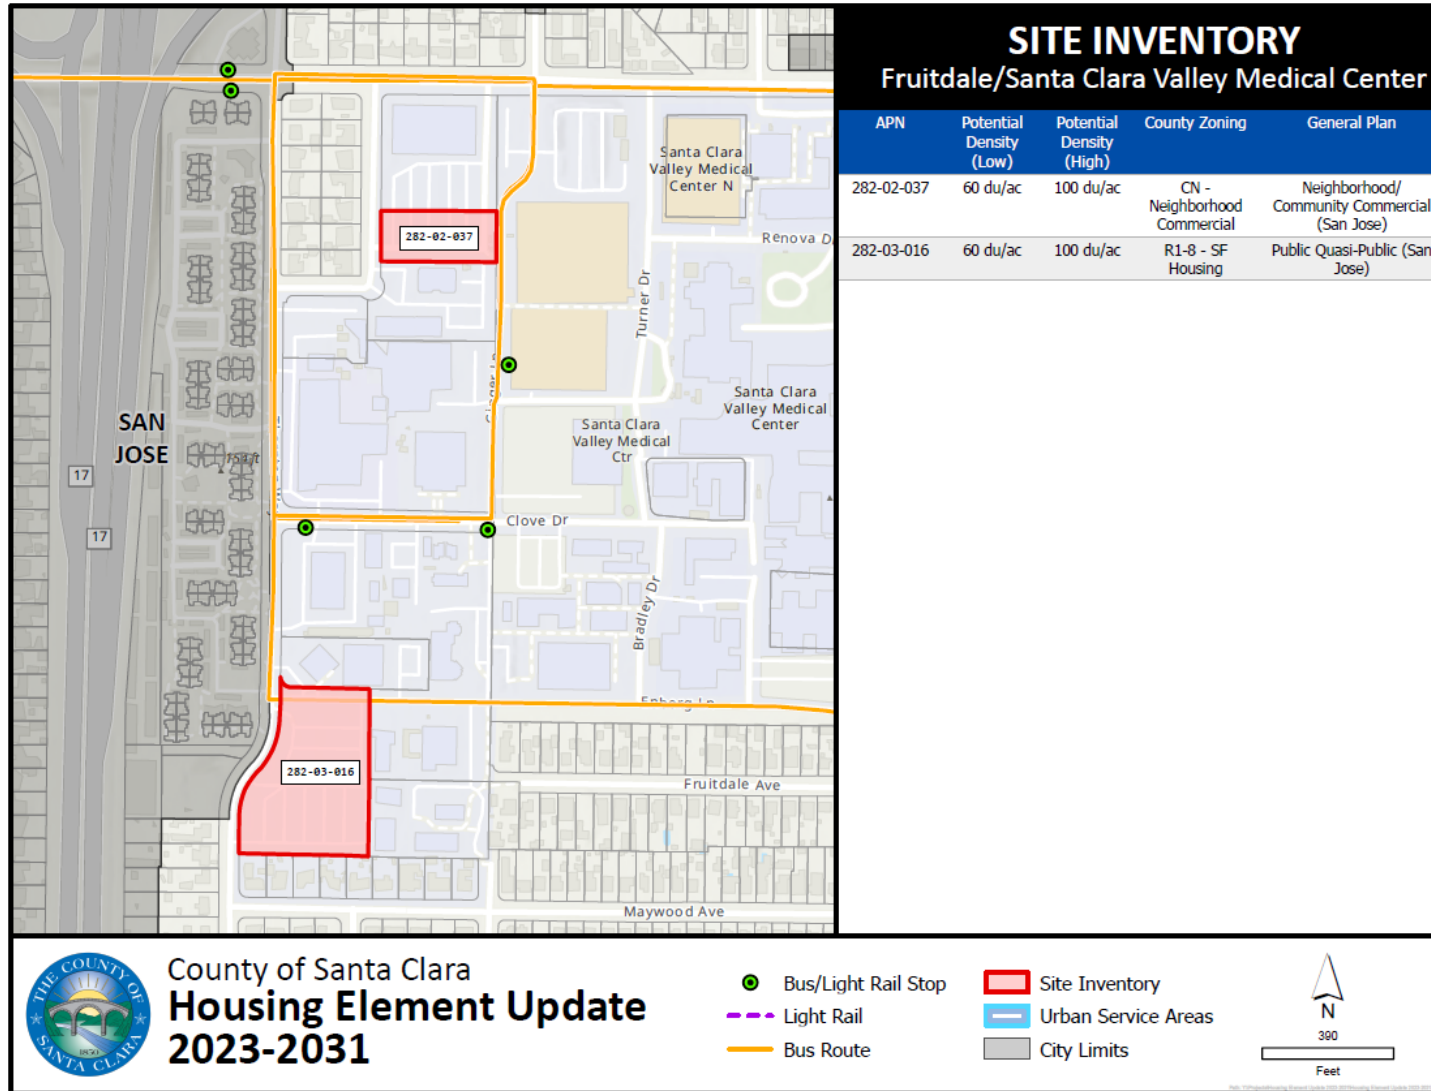 SITE INVENTORY
Fruitdale/Santa Clara Valley Medical Center
APN
Potential
Density
(Low)
Potential
Density
(High)
County Zoning
General Plan
282-02-037
60 du/ac
100 du/ac
CN -
Neighborhood
Commercial
Neighborhood/
Community Commercial
(San Jose)
282-03-016
60 du/ac
100 du/ac
R1-8 - SF
Housing
Public Quasi-Public (San
Jose)
Santa Clara
Valley Medical
Center N
282-02-037
Renova D
Turner Dr
Santa Clara
Valley Medical
Center
Santa Clara
Valley Medical
Ctr
SAN
JOSE
17
17
Clove Dr
Bradley Dr
282-03-016
Fruitdale Ave
Maywood Ave
THE COUNTY OF
SANTA CLARA
1850
County of Santa Clara
Housing Element Update
2023-2031
Bus/Light Rail Stop
Light Rail
Bus Route
Site Inventory
Urban Service Areas
City Limits
N
390
Feet